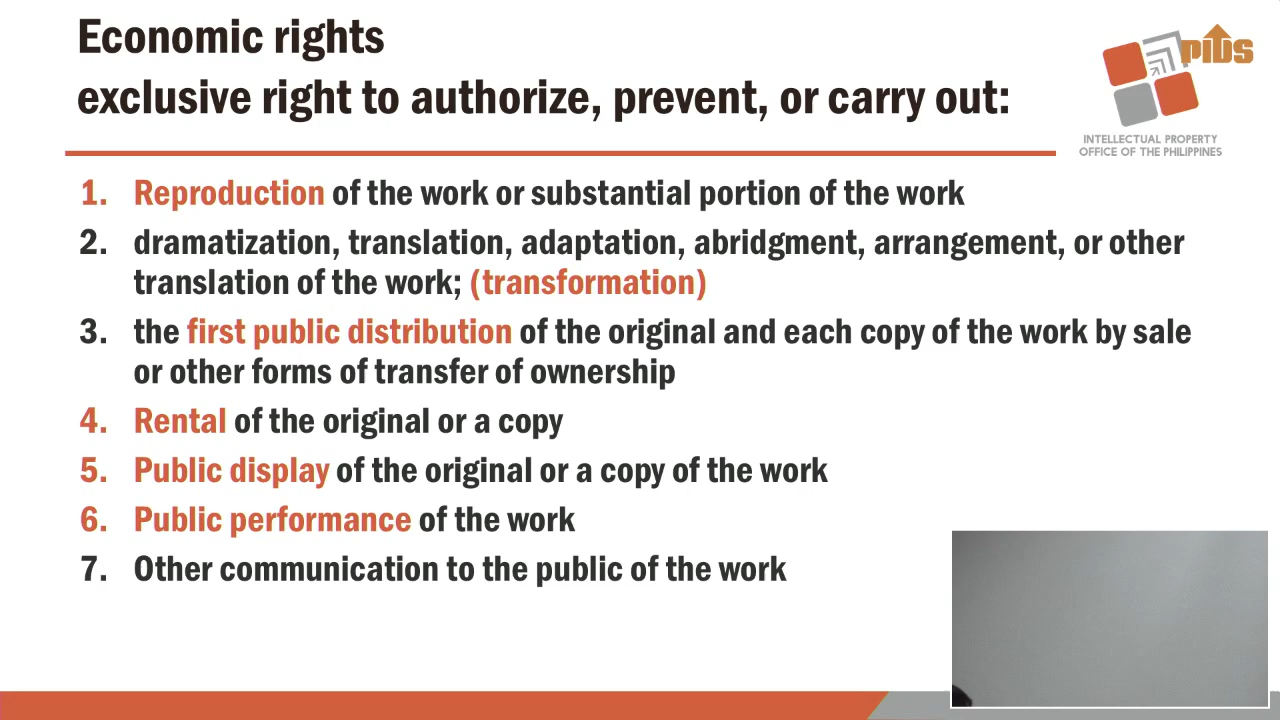 Economic rights
exclusive right to authorize, prevent, or carry out:
PIDS
INTELLECTUAL PROPERTY
OFFICE OF THE PHILIPPINES
1. Reproduction of the work or substantial portion of the work
2. dramatization, translation, adaptation, abridgment, arrangement, or other
translation of the work; (transformation)
3. the first public distribution of the original and each copy of the work by sale
or other forms of transfer of ownership
4. Rental of the original or a copy
5. Public display of the original or a copy of the work
6. Public performance of the work
7. Other communication to the public of the work